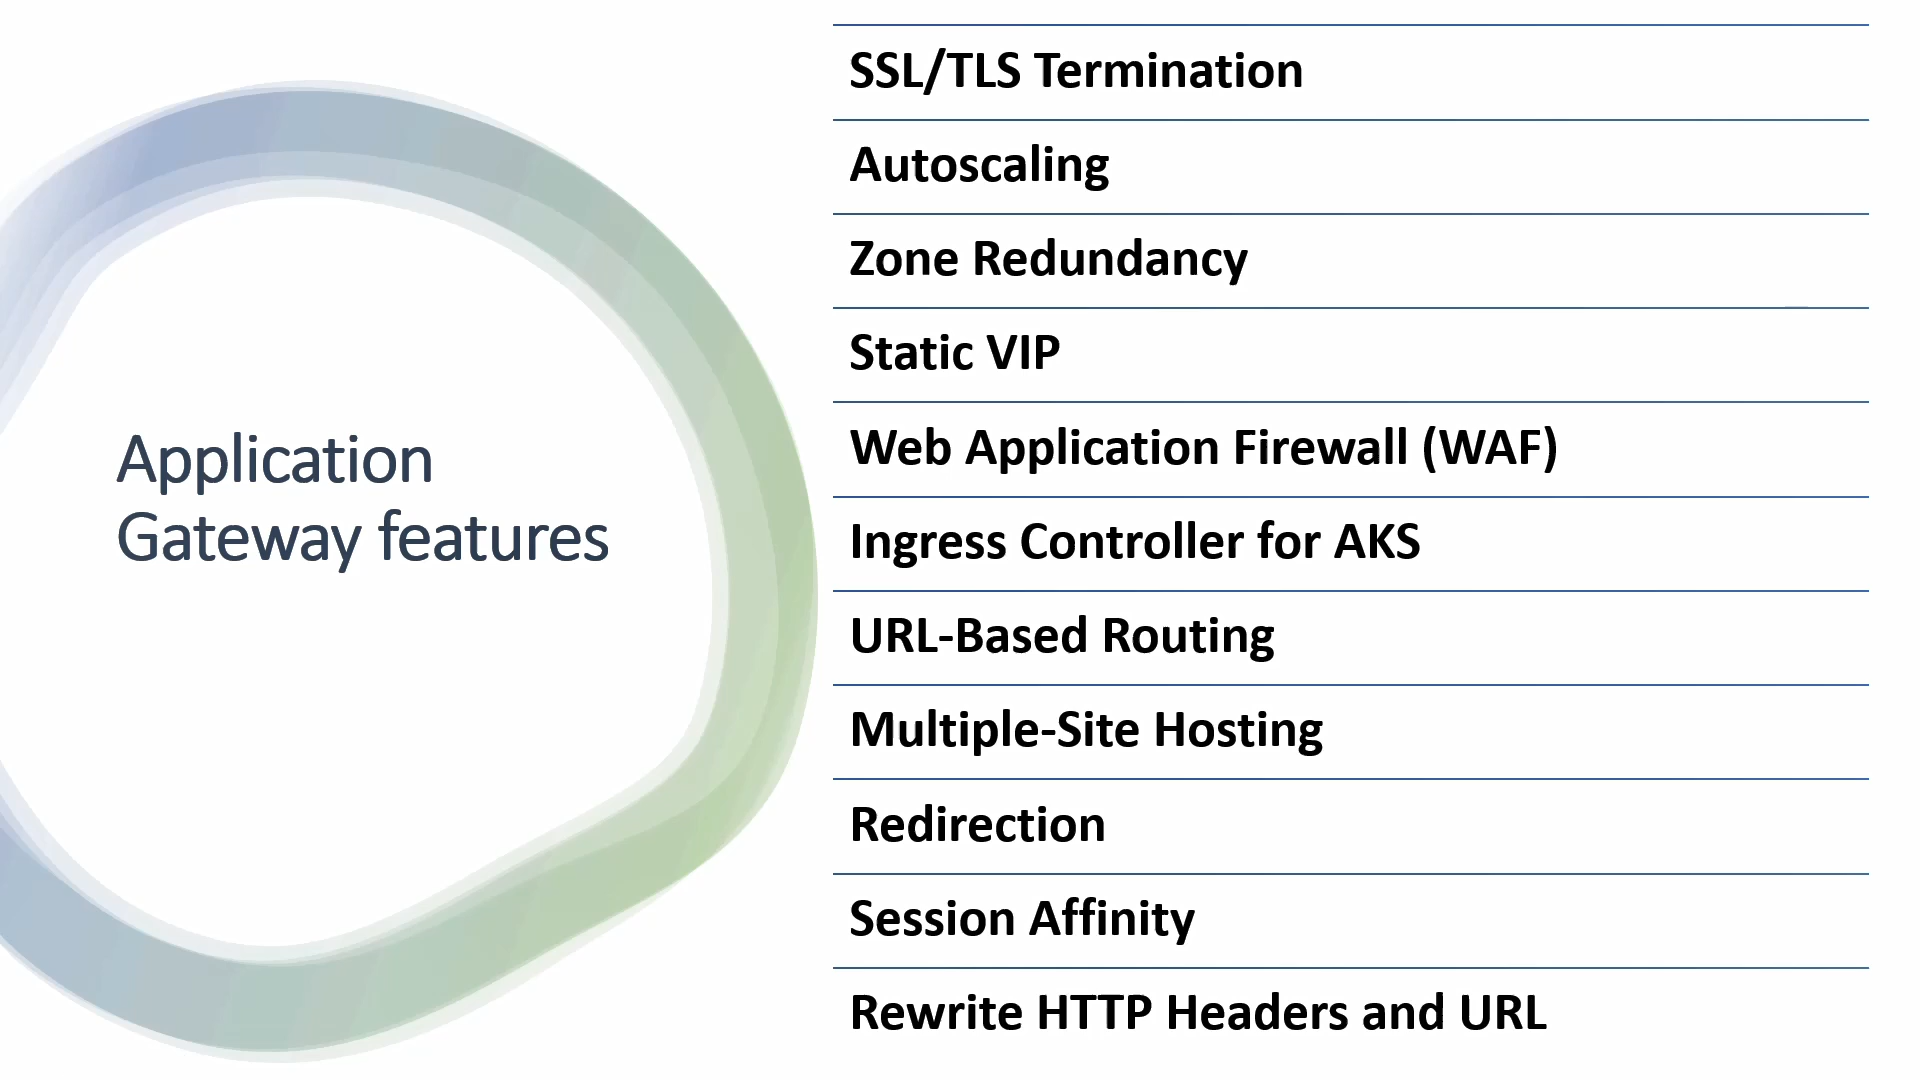 Application
Gateway features
SSL/TLS Termination
Autoscaling
Zone Redundancy
Static VIP
Web Application Firewall (WAF)
Ingress Controller for AKS
URL-Based Routing
Multiple-Site Hosting
Redirection
Session Affinity
Rewrite HTTP Headers and URL